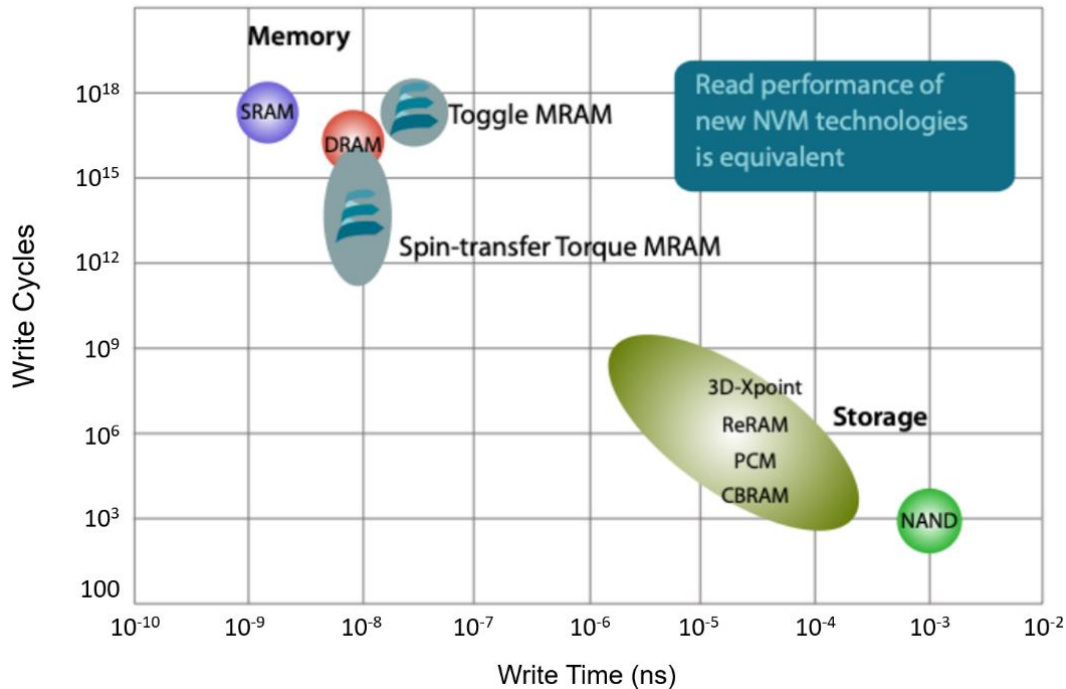 Memory
10¹⁸
SRAM
Toggle MRAM
DRAM
Read performance of
new NVM technologies
is equivalent
10¹⁵
Spin-transfer Torque MRAM
10¹²
Write Cycles
10⁹
3D-Xpoint
ReRAM
Storage
10⁶
PCM
CBRAM
10³
NAND
100
10⁻¹⁰ 10⁻⁹ 10⁻⁸ 10⁻⁷ 10⁻⁶ 10⁻⁵ 10⁻⁴ 10⁻³ 10⁻²
Write Time (ns)